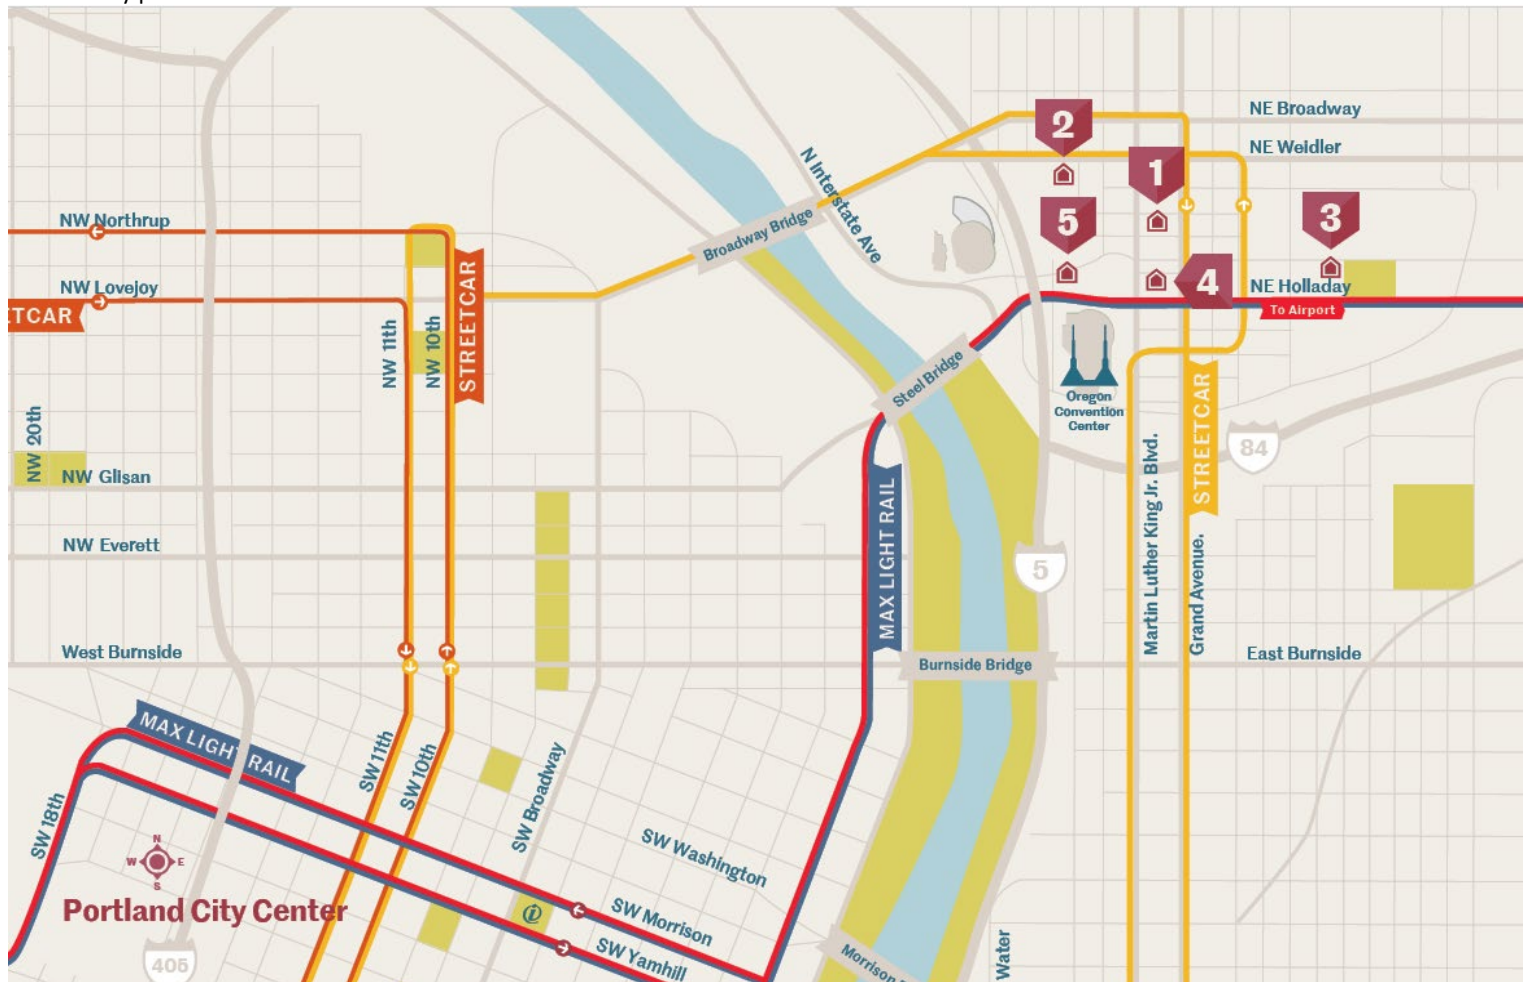 NE Broadway
2
NE Weidler
N Interstate Ave
1
3
5
NW Northrup
Broadway Bridge
4
NE Holladay
To Airport
NW Lovejoy
ETCAR
STREETCAR
NW 11th
NW 10th
Steel Bridge
Oregon
Convention
Center
NW 20th
NW Glisan
84
STREETCAR
Martin Luther King Jr. Blvd.
Grand Avenue.
MAX LIGHT RAIL
NW Everett
5
West Burnside
Burnside Bridge
East Burnside
MAX LIGHT RAIL
SW 11th
SW 10th
SW Broadway
SW 18th
SW Washington
N
W
E
S
Portland City Center
i
SW Morrison
SW Yamhill
405
Morrison
Water